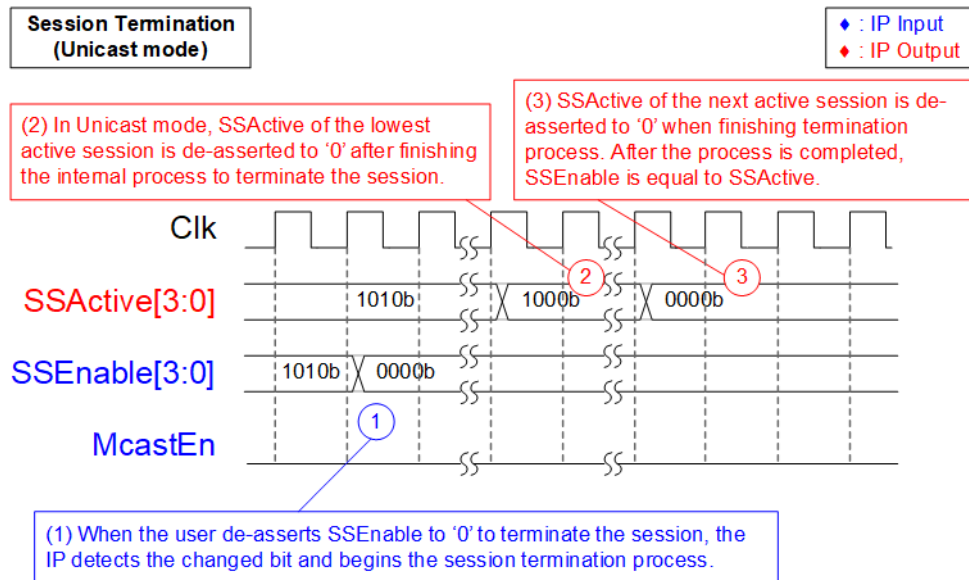 Session Termination
(Unicast mode)
♦ : IP Input
♦ : IP Output
(2) In Unicast mode, SSActive of the lowest
active session is de-asserted to ‘0’ after finishing
the internal process to terminate the session.
(3) SSActive of the next active session is de-
asserted to ‘0’ when finishing termination
process. After the process is completed,
SSEnable is equal to SSActive.
Clk
2
3
SSActive[3:0]
1010b
1000b
0000b
SSEnable[3:0]
1010b
0000b
1
McastEn
(1) When the user de-asserts SSEnable to ‘0’ to terminate the session, the
IP detects the changed bit and begins the session termination process.